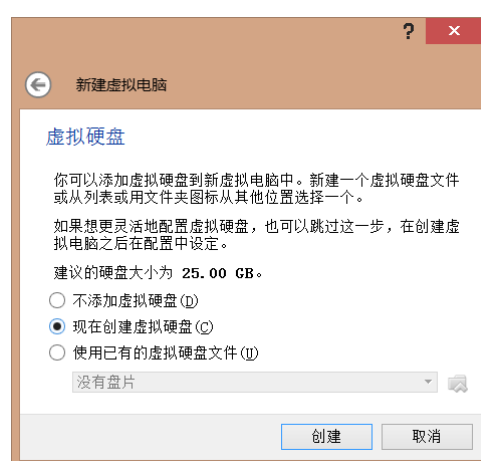 ?
×
新建虚拟电脑
虚拟硬盘
你可以添加虚拟硬盘到新虚拟电脑中。新建一个虚拟硬盘文件
或从列表或用文件夹图标从其他位置选择一个。
如果想更灵活地配置虚拟硬盘，也可以跳过这一步，在创建虚
拟电脑之后在配置中设定。
建议的硬盘大小为 25.00 GB。
不添加虚拟硬盘(D)
现在创建虚拟硬盘(C)
使用已有的虚拟硬盘文件(U)
没有盘片
创建 取消